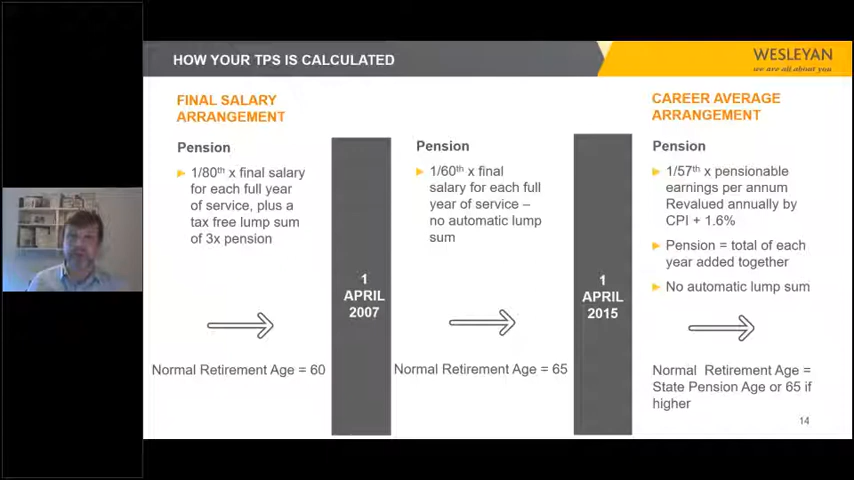 HOW YOUR TPS IS CALCULATED
WESLEYAN
we are all about you
FINAL SALARY
ARRANGEMENT
Pension
1/80th x final salary
for each full year
of service, plus a
tax free lump sum
of 3x pension
Normal Retirement Age = 60
1
APRIL
2007
Pension
1/60th x final
salary for each full
year of service –
no automatic lump
sum
Normal Retirement Age = 65
1
APRIL
2015
CAREER AVERAGE
ARRANGEMENT
Pension
1/57th x pensionable
earnings per annum
Revalued annually by
CPI + 1.6%
Pension = total of each
year added together
No automatic lump sum
Normal Retirement Age =
State Pension Age or 65 if
higher
14